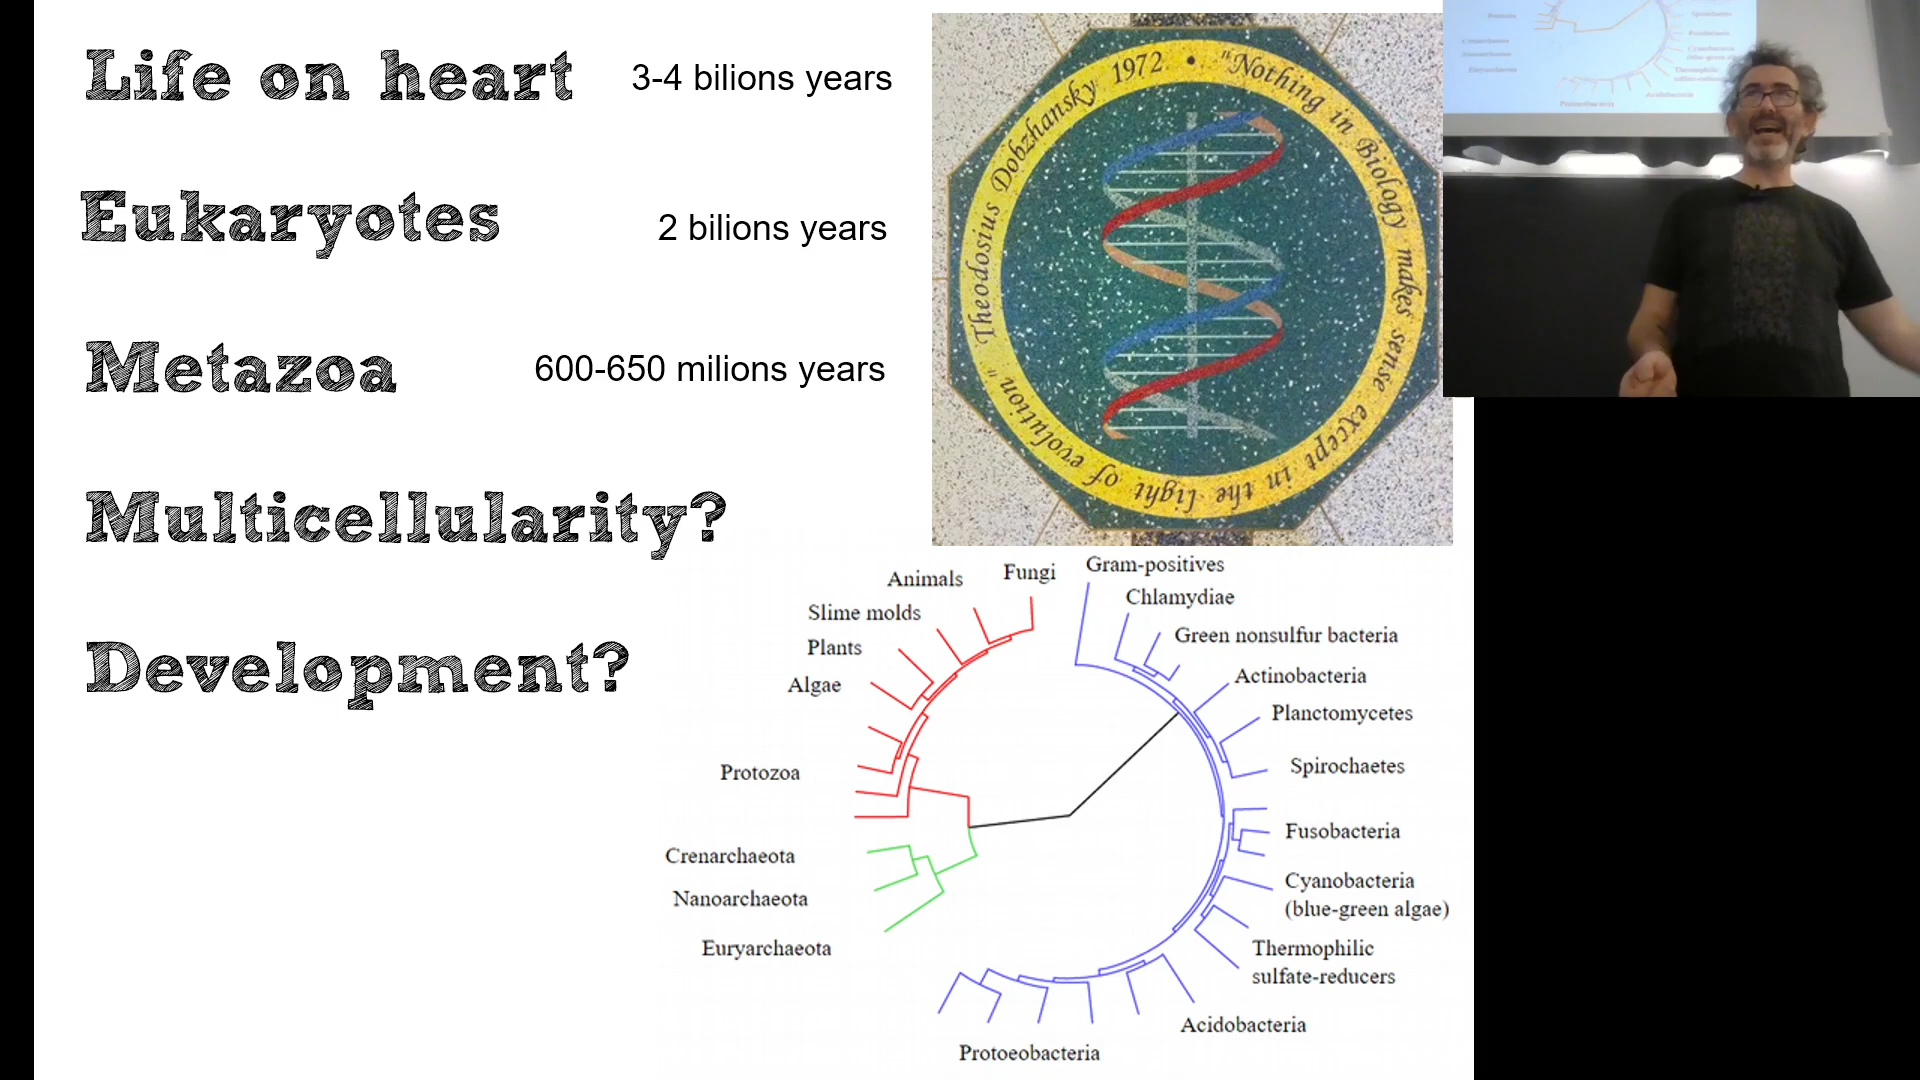 Life on heart
3-4 bilions years
Eukaryotes
2 bilions years
Metazoa
600-650 milions years
Multicellularity?
Development?
Theodosius Dobzhansky 1972 • "Nothing in Biology makes sense except in the light of evolution"
Fungi
Animals
Slime molds
Plants
Algae
Protozoa
Crenarchaeota
Nanoarchaeota
Euryarchaeota
Gram-positives
Chlamydiae
Green nonsulfur bacteria
Actinobacteria
Planctomycetes
Spirochaetes
Fusobacteria
Cyanobacteria
(blue-green algae)
Thermophilic
sulfate-reducers
Acidobacteria
Protoeobacteria